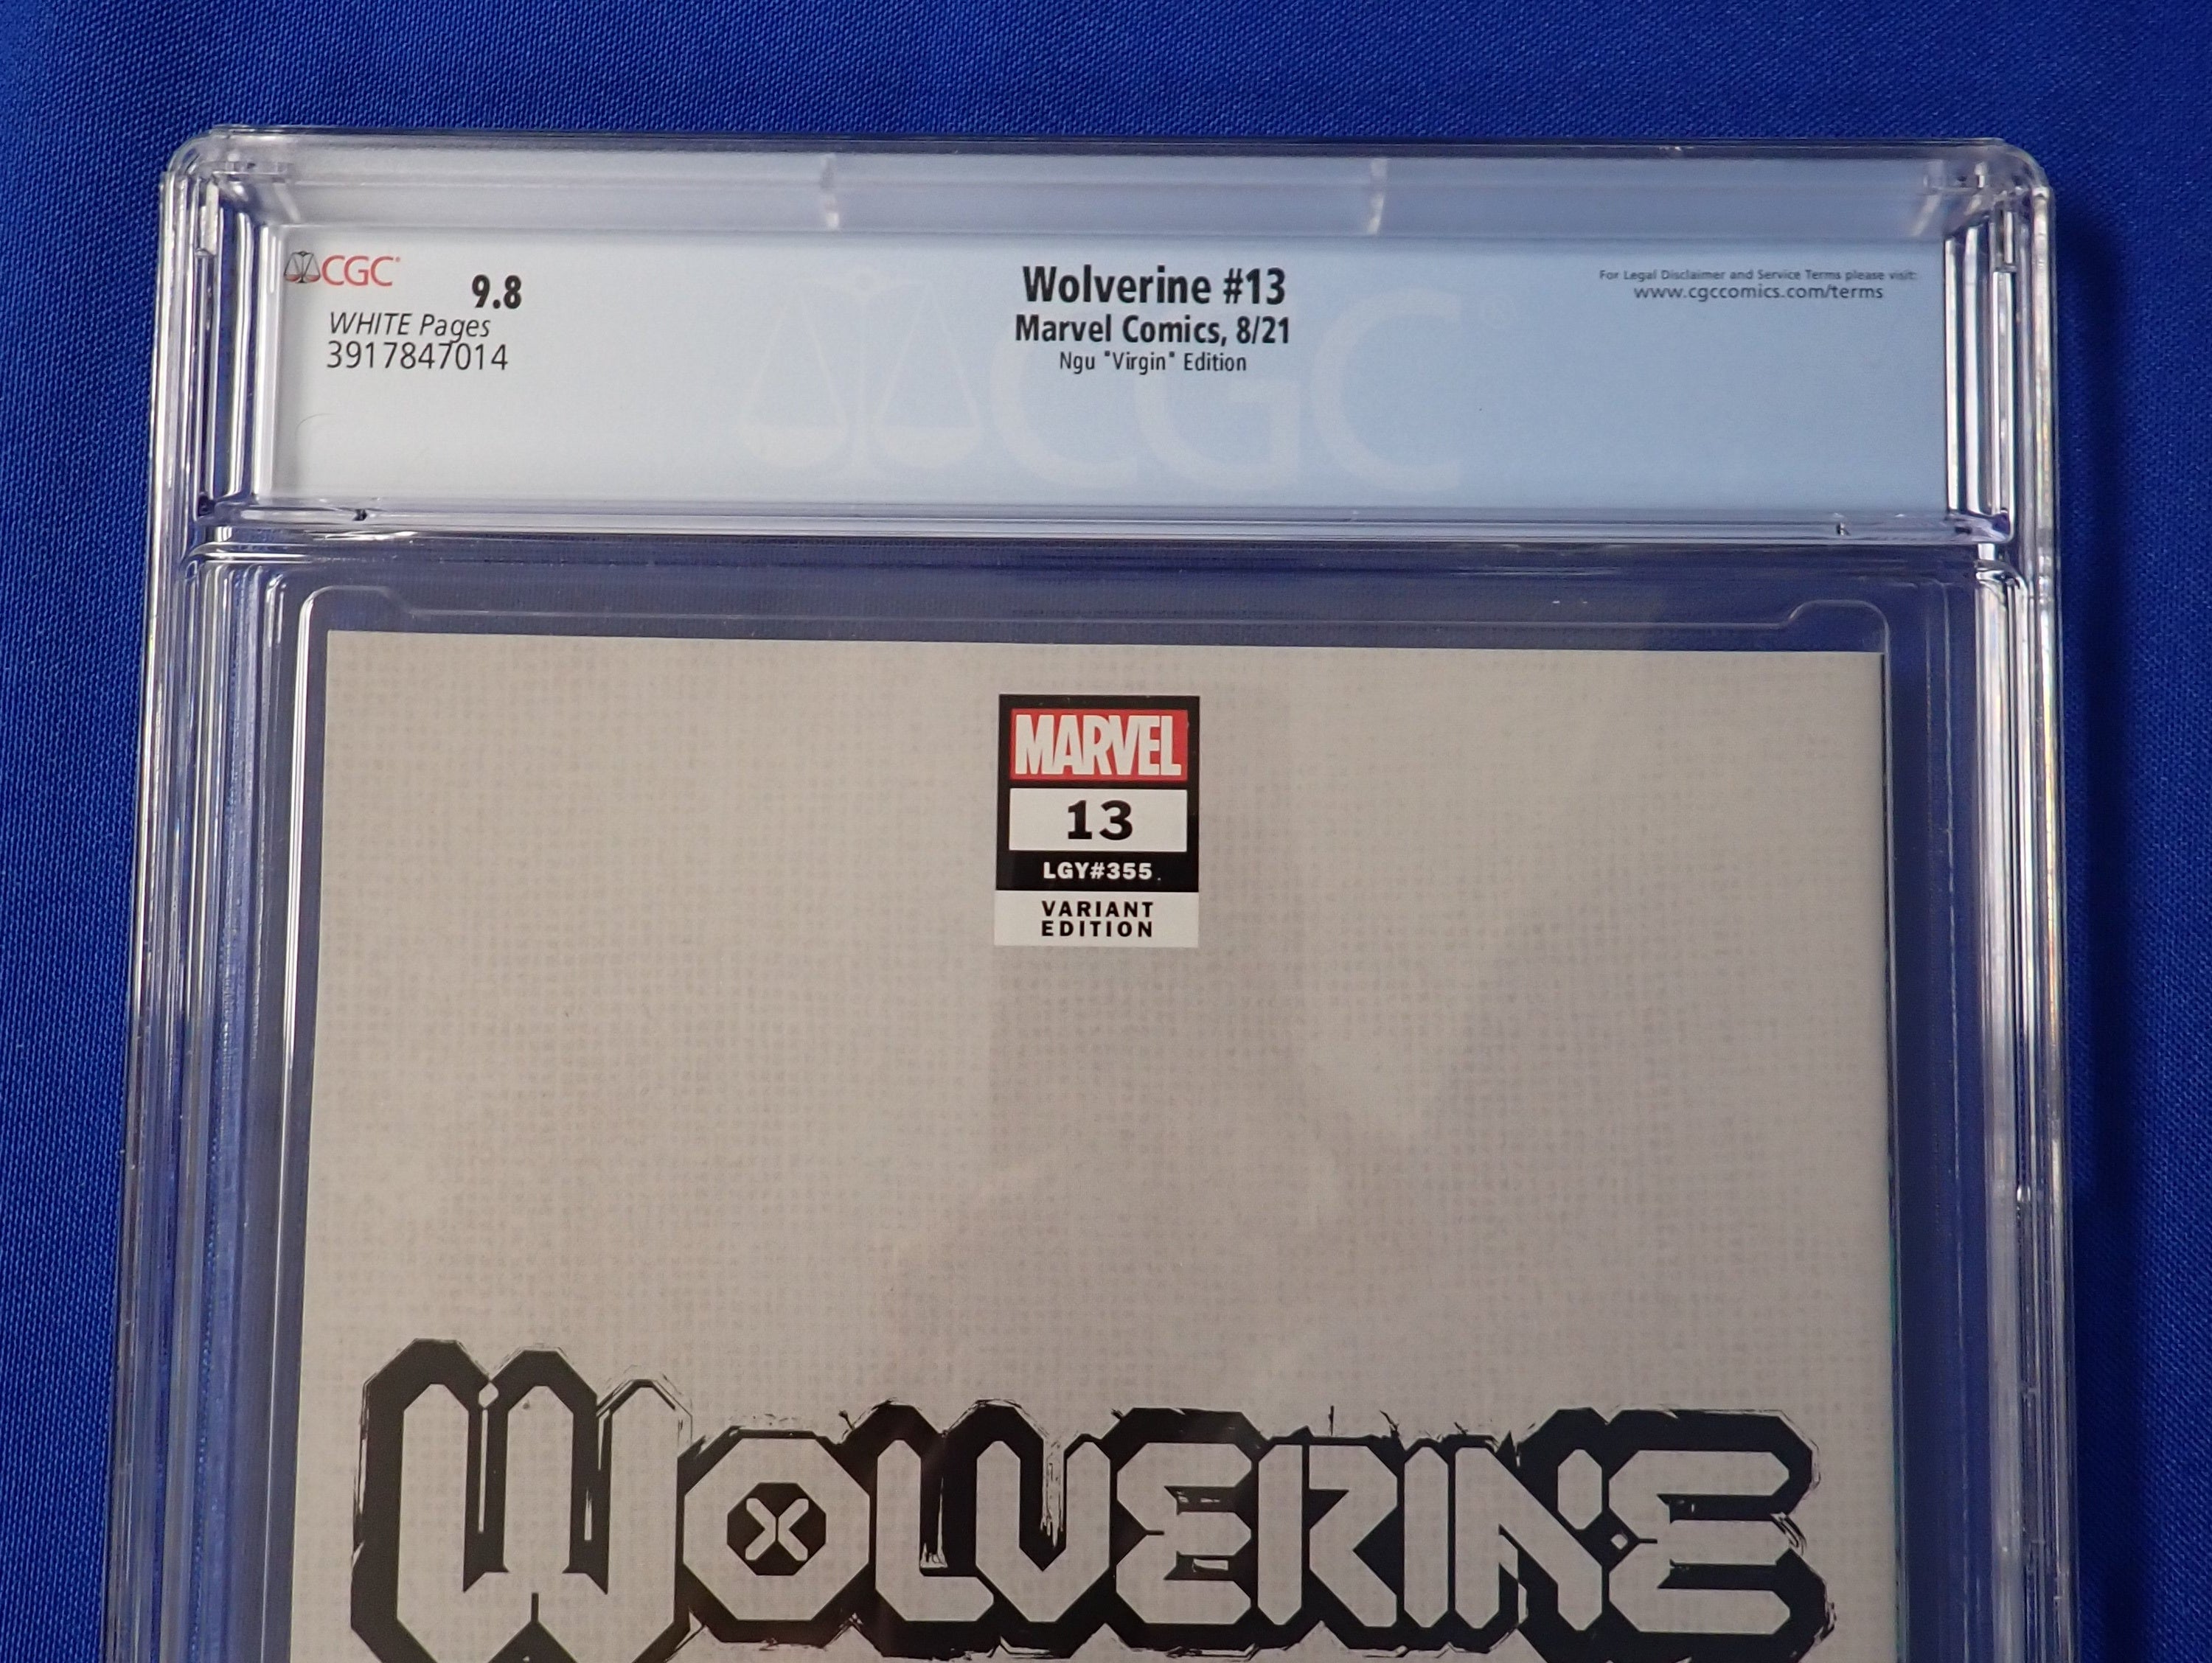 CGC
9.8
WHITE Pages
3917847014
Wolverine #13
Marvel Comics, 8/21
Ngu "Virgin" Edition
For Legal Disclaimer and Service Terms please visit:
www.cgccomics.com/terms
CGC
MARVEL
13
LGY#355
VARIANT
EDITION
WOLVERINE